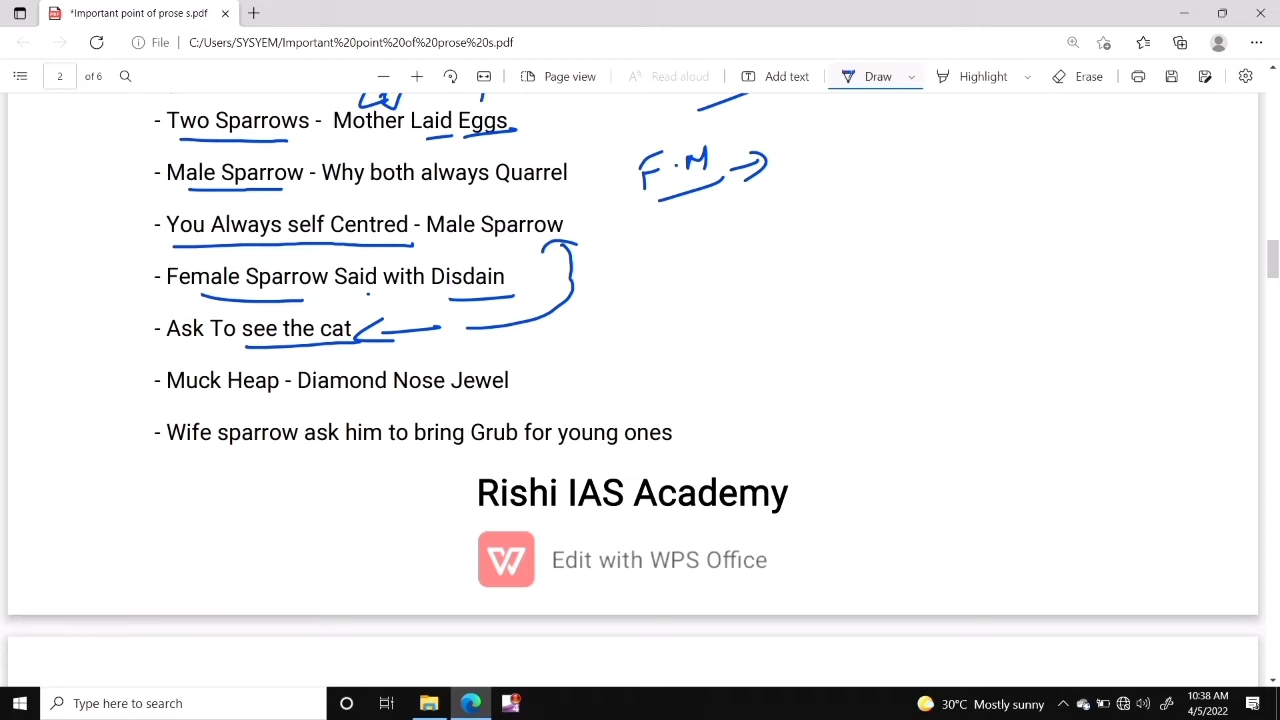 *Important point of prose s.pdf
File | C:/Users/SYSYEM/Important%20point%20of%20prose%20s.pdf
2 of 6 Page view Read aloud Add text Draw Highlight Erase
- Two Sparrows - Mother Laid Eggs
F.M →
- Male Sparrow - Why both always Quarrel
- You Always self Centred - Male Sparrow
- Female Sparrow Said with Disdain
- Ask To see the cat
- Muck Heap - Diamond Nose Jewel
- Wife sparrow ask him to bring Grub for young ones
Rishi IAS Academy
W Edit with WPS Office
Type here to search 30°C Mostly sunny 10:38 AM
4/5/2022